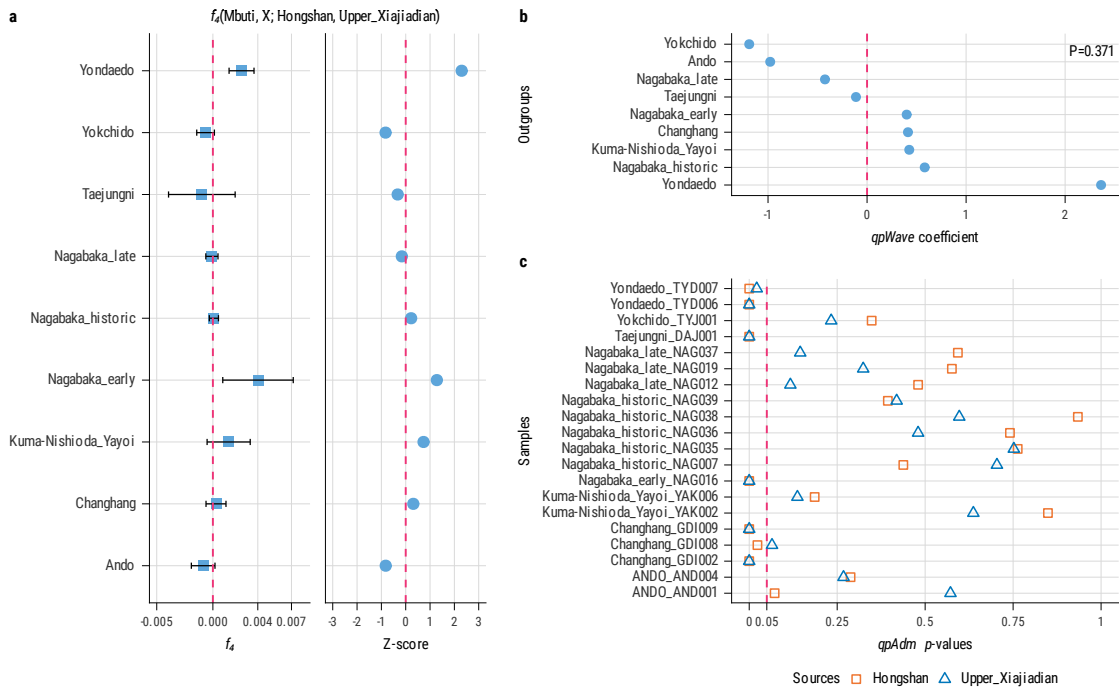 a
f4(Mbuti, X; Hongshan, Upper_Xiajiadian)
Yondaedo
Yokchido
Taejungni
Nagabaka_late
Nagabaka_historic
Nagabaka_early
Kuma-Nishioda_Yayoi
Changhang
Ando
-0.005 0.000 0.004 0.007
f4
-3 -2 -1 0 1 2 3
Z-score
b
Outgroups
Yokchido
Ando
Nagabaka_late
Taejungni
Nagabaka_early
Changhang
Kuma-Nishioda_Yayoi
Nagabaka_historic
Yondaedo
P=0.371
-1 0 1 2
qpWave coefficient
c
Samples
Yondaedo_TYD007
Yondaedo_TYD006
Yokchido_TYJ001
Taejungni_DAJ001
Nagabaka_late_NAG037
Nagabaka_late_NAG019
Nagabaka_late_NAG012
Nagabaka_historic_NAG039
Nagabaka_historic_NAG038
Nagabaka_historic_NAG036
Nagabaka_historic_NAG035
Nagabaka_historic_NAG007
Nagabaka_early_NAG016
Kuma-Nishioda_Yayoi_YAK006
Kuma-Nishioda_Yayoi_YAK002
Changhang_GDI009
Changhang_GDI008
Changhang_GDI002
ANDO_AND004
ANDO_AND001
0 0.05 0.25 0.5 0.75 1
qpAdm p-values
Sources Hongshan Upper_Xiajiadian